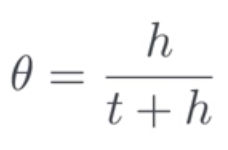 θ = h / (t + h)